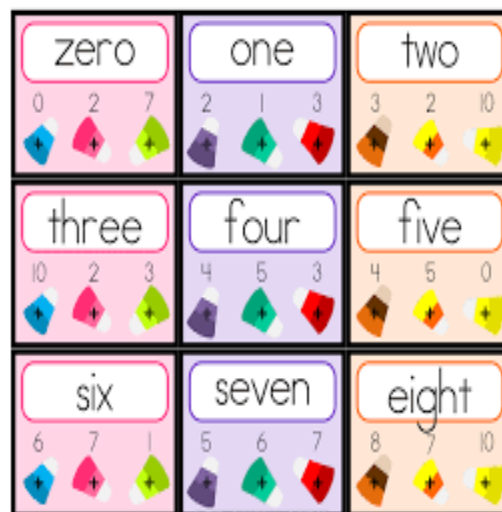 zero one two
0 2 7 2 1 3 3 2 10
three four five
10 2 3 4 5 3 4 5 0
six seven eight
6 7 1 5 6 7 8 7 10